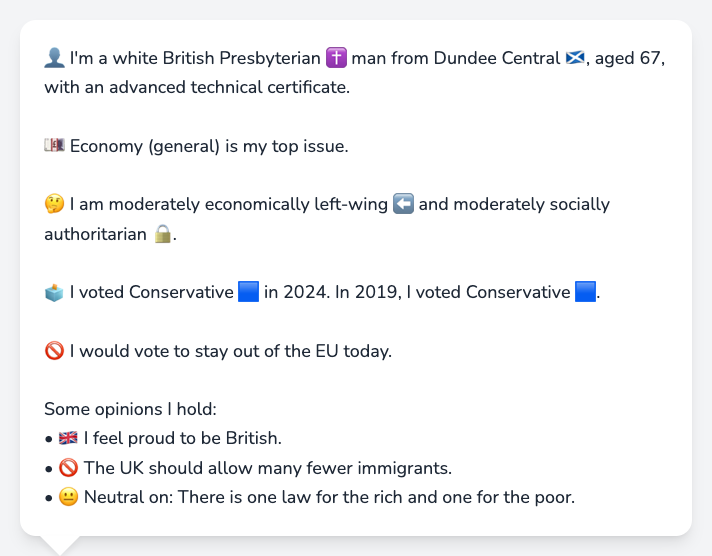 👤 I'm a white British Presbyterian ✝️ man from Dundee Central 🏴󠁧󠁢󠁳󠁣󠁴󠁿, aged 67,
with an advanced technical certificate.
💷 Economy (general) is my top issue.
🤔 I am moderately economically left-wing ⬅️ and moderately socially
authoritarian 🔒.
🗳️ I voted Conservative 🟦 in 2024. In 2019, I voted Conservative 🟦.
🚫 I would vote to stay out of the EU today.
Some opinions I hold:
• 🇬🇧 I feel proud to be British.
• 🚫 The UK should allow many fewer immigrants.
• 😐 Neutral on: There is one law for the rich and one for the poor.